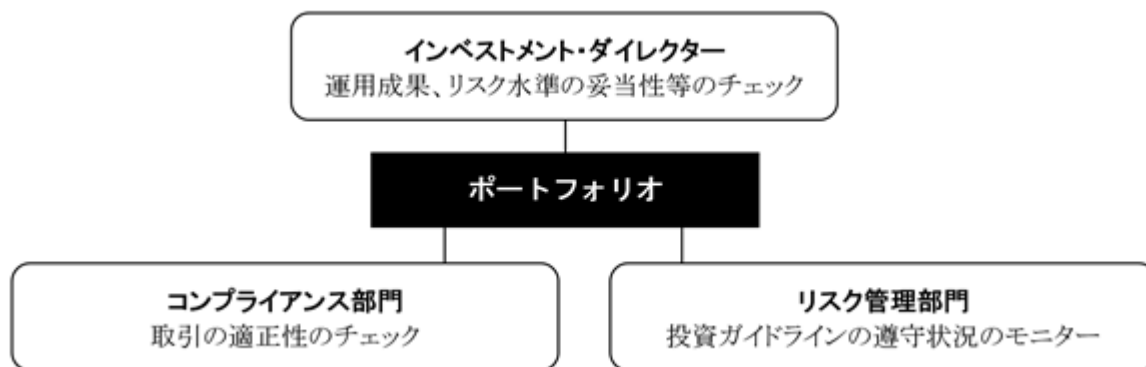 インベストメント・ダイレクター
運用成果、リスク水準の妥当性等のチェック
ポートフォリオ
コンプライアンス部門
取引の適正性のチェック
リスク管理部門
投資ガイドラインの遵守状況のモニター